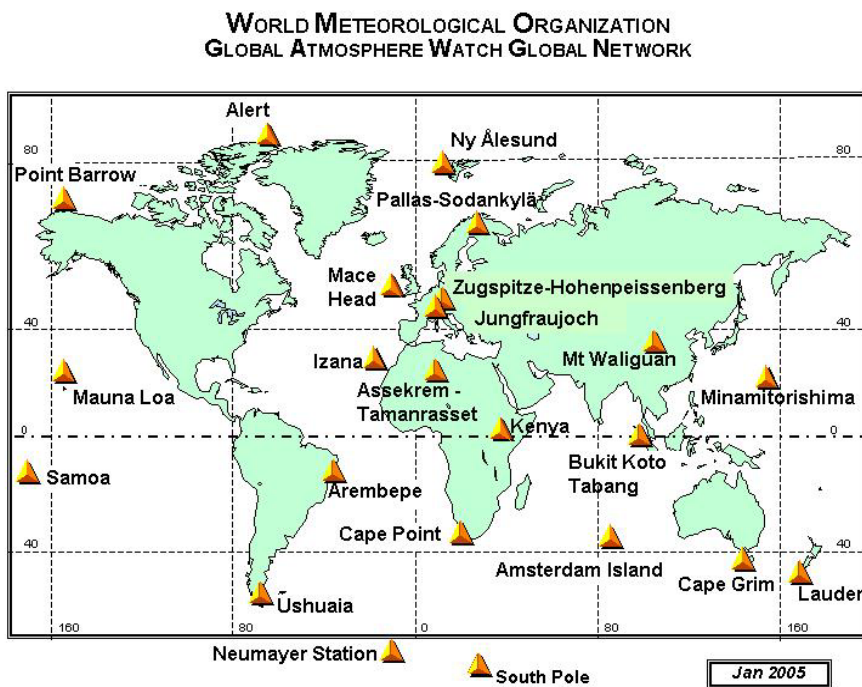 WORLD METEOROLOGICAL ORGANIZATION
GLOBAL ATMOSPHERE WATCH GLOBAL NETWORK
Alert
Ny Ålesund
80
80
Point Barrow
Pallas-Sodankylä
Mace
Head
Zugspitze-Hohenpeissenberg
Jungfraujoch
40
40
Izana
Mt Waliguan
Mauna Loa
Assekrem -
Tamanrasset
Minamitorishima
Kenya
0
0
Samoa
Arembepe
Bukit Koto
Tabang
Cape Point
40
40
Amsterdam Island
Cape Grim
Lauder
Ushuaia
160
80
0
80
160
Neumayer Station
South Pole
Jan 2005